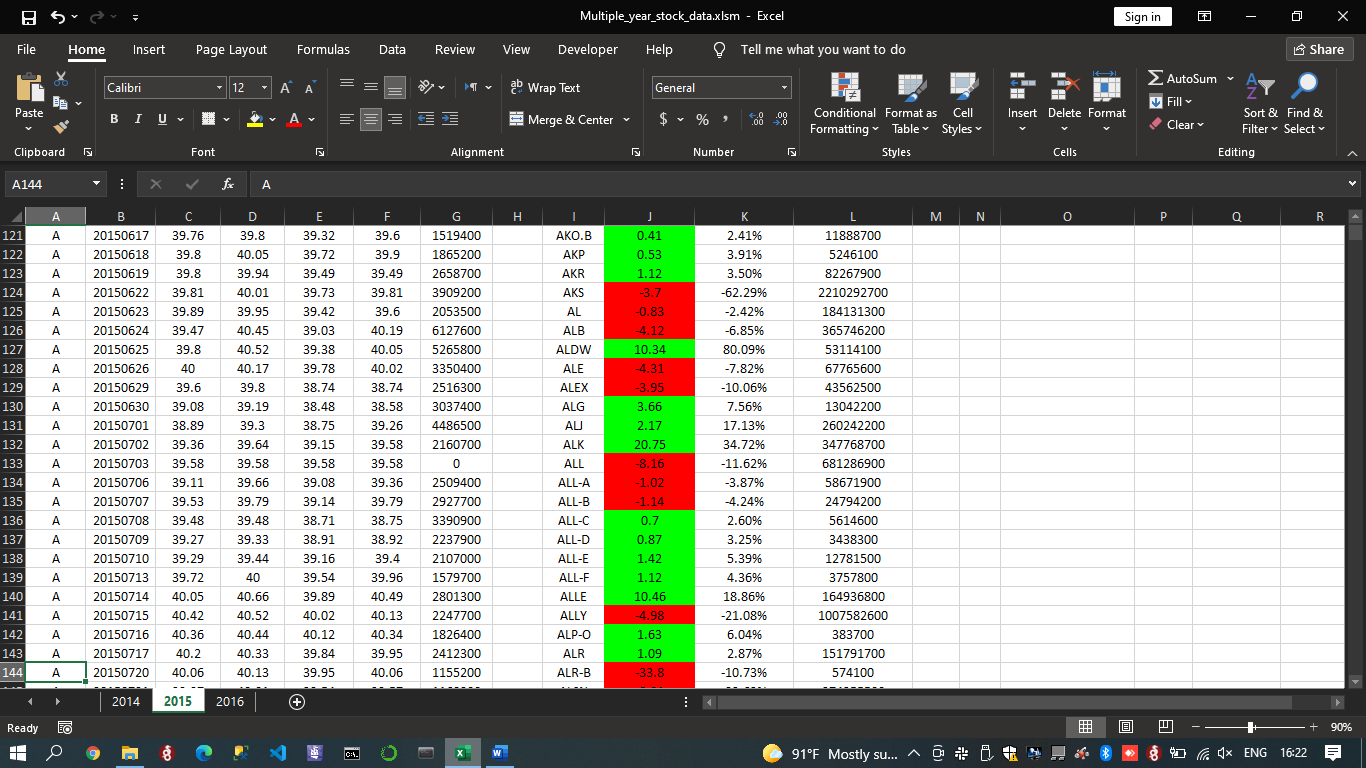 Multiple_year_stock_data.xlsm - Excel Sign in
File Home Insert Page Layout Formulas Data Review View Developer Help Tell me what you want to do Share
Calibri 12 Wrap Text General AutoSum
Paste B I U Merge & Center $ % , Conditional Formatting Format as Table Cell Styles Insert Delete Format Fill Clear Sort & Filter Find & Select
Clipboard Font Alignment Number Styles Cells Editing
A144 fx A
A B C D E F G H I J K L M N O P Q R
121 A 20150617 39.76 39.8 39.32 39.6 1519400 AKO.B 0.41 2.41% 11888700
122 A 20150618 39.8 40.05 39.72 39.9 1865200 AKP 0.53 3.91% 5246100
123 A 20150619 39.8 39.94 39.49 39.49 2658700 AKR 1.12 3.50% 82267900
124 A 20150622 39.81 40.01 39.73 39.81 3909200 AKS -3.7 -62.29% 2210292700
125 A 20150623 39.89 39.95 39.42 39.6 2053500 AL -0.83 -2.42% 184131300
126 A 20150624 39.47 40.45 39.03 40.19 6127600 ALB -4.12 -6.85% 365746200
127 A 20150625 39.8 40.52 39.38 40.05 5265800 ALDW 10.34 80.09% 53114100
128 A 20150626 40 40.17 39.78 40.02 3350400 ALE -4.31 -7.82% 67765600
129 A 20150629 39.6 39.8 38.74 38.74 2516300 ALEX -3.95 -10.06% 43562500
130 A 20150630 39.08 39.19 38.48 38.58 3037400 ALG 3.66 7.56% 13042200
131 A 20150701 38.89 39.3 38.75 39.26 4486500 ALJ 2.17 17.13% 260242200
132 A 20150702 39.36 39.64 39.15 39.58 2160700 ALK 20.75 34.72% 347768700
133 A 20150703 39.58 39.58 39.58 39.58 0 ALL -8.16 -11.62% 681286900
134 A 20150706 39.11 39.66 39.08 39.36 2509400 ALL-A -1.02 -3.87% 58671900
135 A 20150707 39.53 39.79 39.14 39.79 2927700 ALL-B -1.14 -4.24% 24794200
136 A 20150708 39.48 39.48 38.71 38.75 3390900 ALL-C 0.7 2.60% 5614600
137 A 20150709 39.27 39.33 38.91 38.92 2237900 ALL-D 0.87 3.25% 3438300
138 A 20150710 39.29 39.44 39.16 39.4 2107000 ALL-E 1.42 5.39% 12781500
139 A 20150713 39.72 40 39.54 39.96 1579700 ALL-F 1.12 4.36% 3757800
140 A 20150714 40.05 40.66 39.89 40.49 2801300 ALLE 10.46 18.86% 164936800
141 A 20150715 40.42 40.52 40.02 40.13 2247700 ALLY -4.98 -21.08% 1007582600
142 A 20150716 40.36 40.44 40.12 40.34 1826400 ALP-O 1.63 6.04% 383700
143 A 20150717 40.2 40.33 39.84 39.95 2412300 ALR 1.09 2.87% 151791700
144 A 20150720 40.06 40.13 39.95 40.06 1155200 ALR-B -33.8 -10.73% 574100
2014 2015 2016
Ready 90%
91°F Mostly su... ENG 16:22